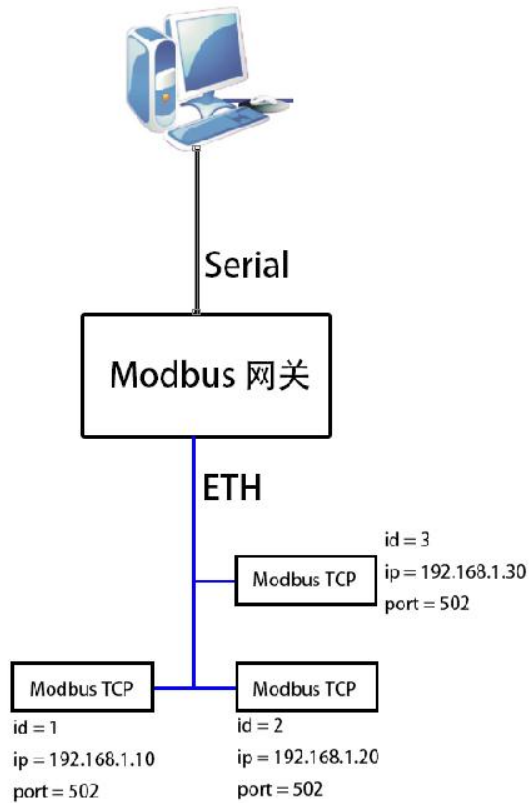 Serial
Modbus 网关
ETH
id = 3
Modbus TCP
ip = 192.168.1.30
port = 502
Modbus TCP
id = 1
ip = 192.168.1.10
port = 502
Modbus TCP
id = 2
ip = 192.168.1.20
port = 502